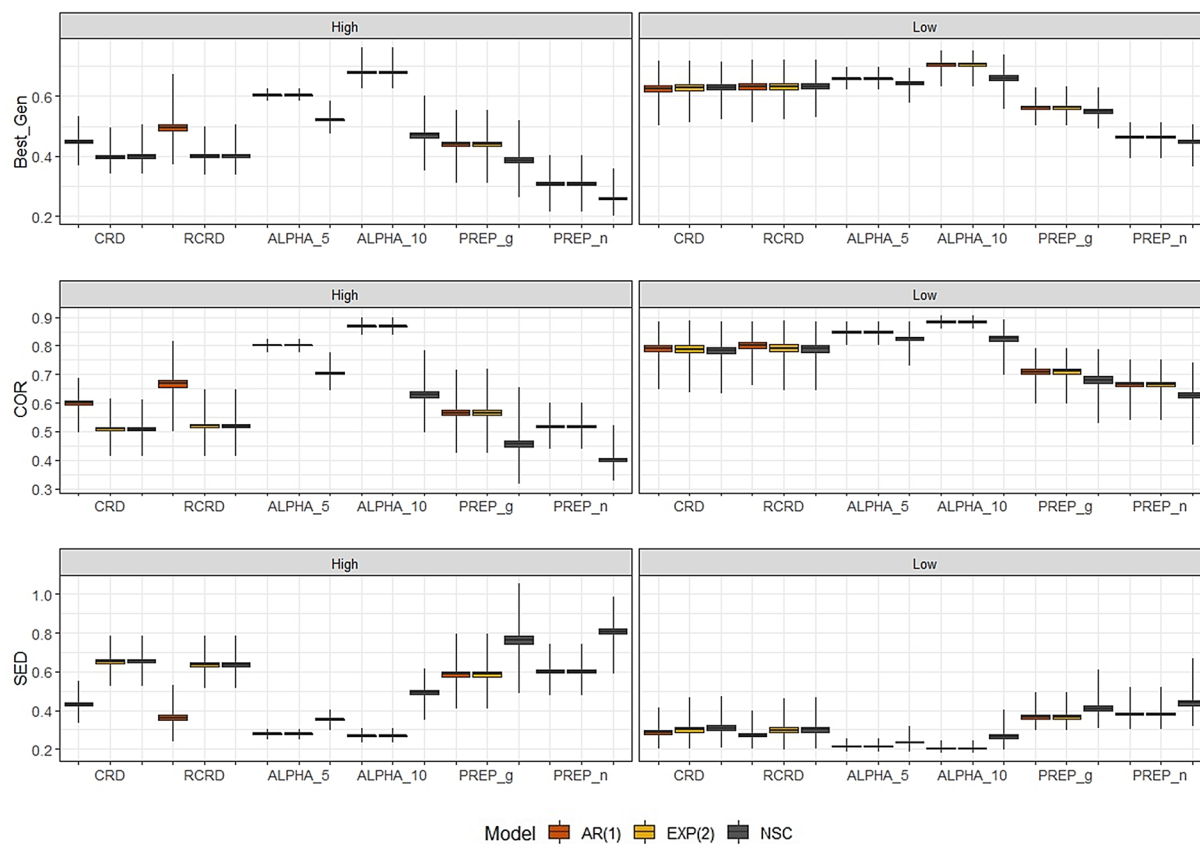 High Low
Best_Gen
0.6
0.4
0.2
CRD RCRD ALPHA_5 ALPHA_10 PREP_g PREP_n CRD RCRD ALPHA_5 ALPHA_10 PREP_g PREP_n
High Low
COR
0.9
0.8
0.7
0.6
0.5
0.4
0.3
CRD RCRD ALPHA_5 ALPHA_10 PREP_g PREP_n CRD RCRD ALPHA_5 ALPHA_10 PREP_g PREP_n
High Low
SED
1.0
0.8
0.6
0.4
0.2
CRD RCRD ALPHA_5 ALPHA_10 PREP_g PREP_n CRD RCRD ALPHA_5 ALPHA_10 PREP_g PREP_n
Model AR(1) EXP(2) NSC